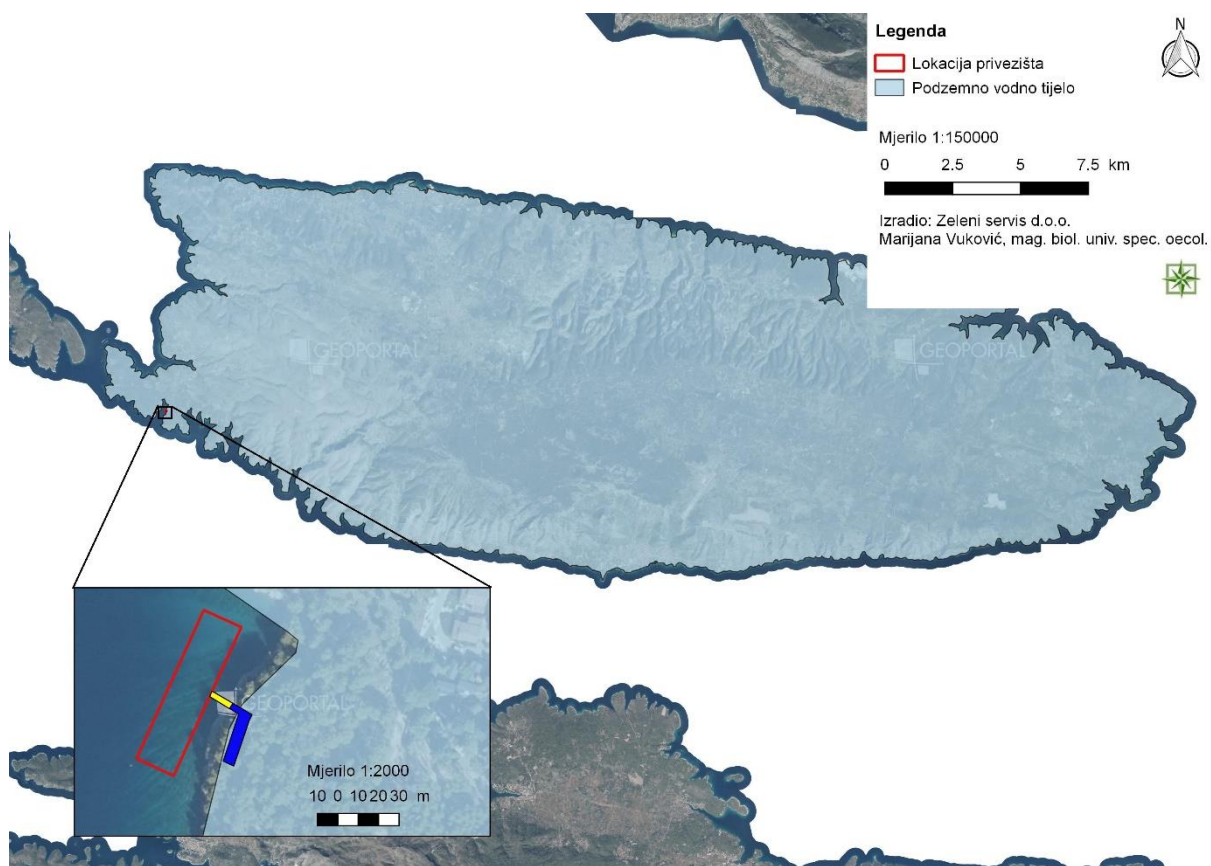 Legenda
Lokacija privezišta
Podzemno vodno tijelo
N
Mjerilo 1:150000
0 2.5 5 7.5 km
Izradio: Zeleni servis d.o.o.
Marijana Vuković, mag. biol. univ. spec. oecol.
GEOPORTAL
GEOPORTAL
GEOPORTAL
Mjerilo 1:2000
10 0 10 20 30 m